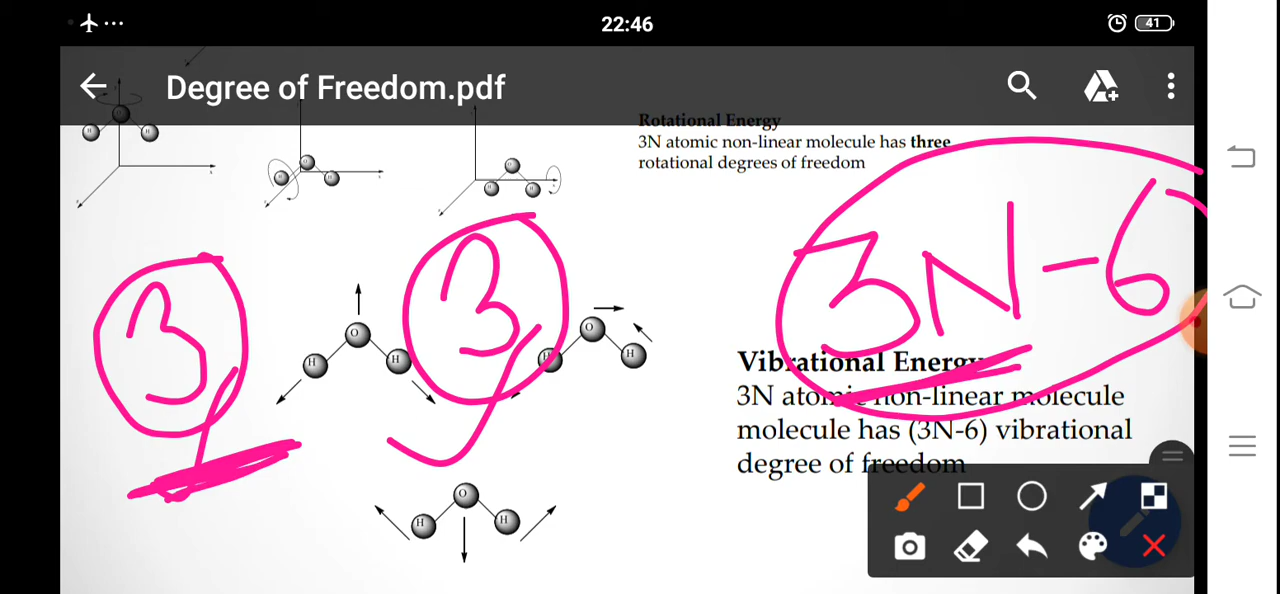 22:46
41
Degree of Freedom.pdf
Rotational Energy
3N atomic non-linear molecule has three
rotational degrees of freedom
O
H H
3
3
3N-6
O
H H
O
H H
O
H H
Vibrational Energy
3N atomic non-linear molecule
molecule has (3N-6) vibrational
degree of freedom